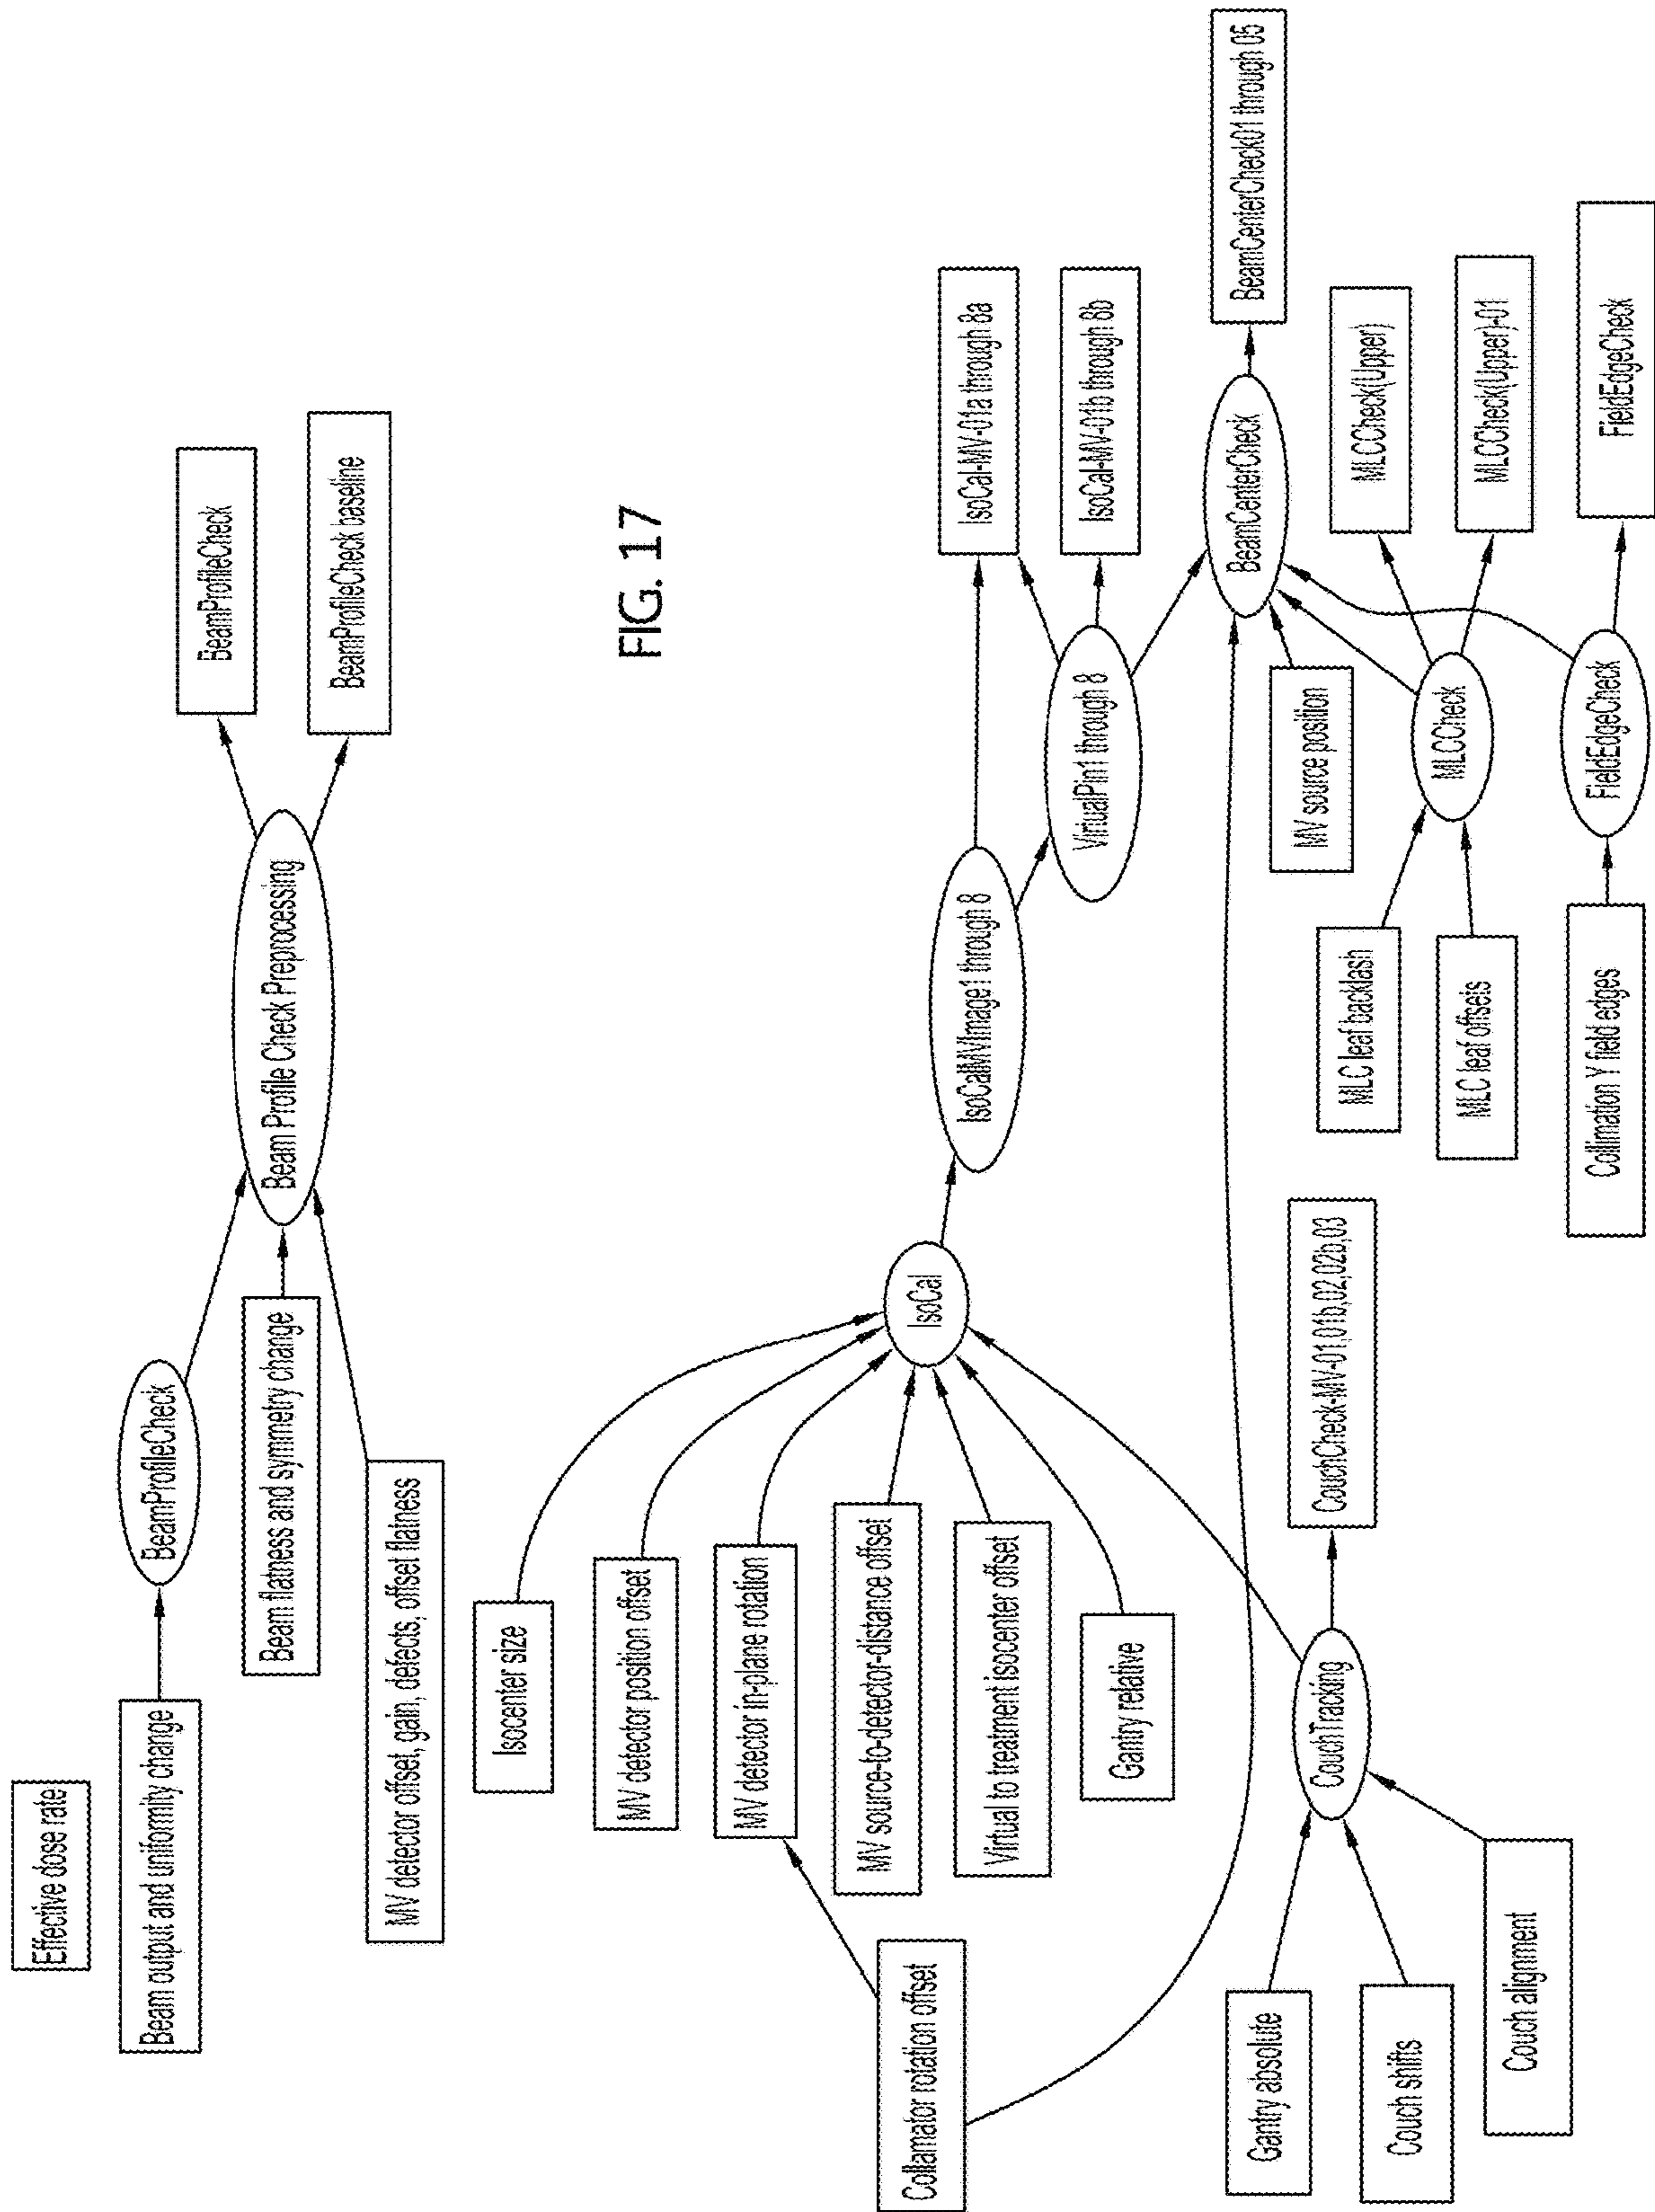 Effective dose rate
Beam output and uniformity change
BeamProfileCheck
Beam flatness and symmetry change
MV detector offset, gain, defects, offset flatness
Beam Profile Check Preprocessing
BeamProfileCheck
BeamProfileCheck baseline
FIG. 17
Isocenter size
MV detector position offset
MV detector in-plane rotation
MV source-to-detector-distance offset
Virtual to treatment isocenter offset
Gantry relative
Collamator rotation offset
IsoCal
IsoCalMVImage1 through 8
VirtualPin1 through 8
IsoCal-MV-01a through 8a
IsoCal-MV-01b through 8b
BeamCenterCheck
BeamCenterCheck01 through 05
Gantry absolute
Couch shifts
Couch alignment
CouchTracking
CouchCheck-MV-01,01b,02,02b,03
MV source position
MLC leaf backlash
MLC leaf offsets
MLCCheck
MLCCheck(Upper)
MLCCheck(Upper)-01
Collimation Y field edges
FieldEdgeCheck
FieldEdgeCheck